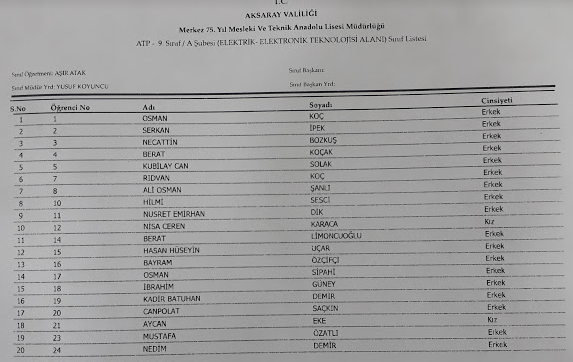 T.C.
AKSARAY VALİLİĞİ
Merkez 75. Yıl Mesleki Ve Teknik Anadolu Lisesi Müdürlüğü
ATP - 9. Sınıf / A Şubesi (ELEKTRİK- ELEKTRONİK TEKNOLOJİSİ ALANI) Sınıf Listesi
Sınıf Öğretmeni: AŞIR ATAK Sınıf Başkanı:
Sınıf Müdür Yrd: YUSUF KOYUNCU Sınıf Başkan Yrd:
S.No Öğrenci No Adı Soyadı Cinsiyeti
1 1 OSMAN KOÇ Erkek
2 2 SERKAN İPEK Erkek
3 3 NECATTİN BOZKUŞ Erkek
4 4 BERAT KOÇAK Erkek
5 5 KUBİLAY CAN SOLAK Erkek
6 7 RIDVAN KOÇ Erkek
7 8 ALİ OSMAN ŞANLI Erkek
8 10 HİLMİ SESCİ Erkek
9 11 NUSRET EMİRHAN DİK Erkek
10 12 NİSA CEREN KARACA Kız
11 14 BERAT LİMONCUOĞLU Erkek
12 15 HASAN HÜSEYİN UÇAR Erkek
13 16 BAYRAM ÖZÇİFÇİ Erkek
14 17 OSMAN SİPAHİ Erkek
15 18 İBRAHİM GÜNEY Erkek
16 19 KADİR BATUHAN DEMİR Erkek
17 20 CANPOLAT SAÇKIN Erkek
18 21 AYCAN EKE Kız
19 23 MUSTAFA ÖZATLI Erkek
20 24 NEDİM DEMİR Erkek